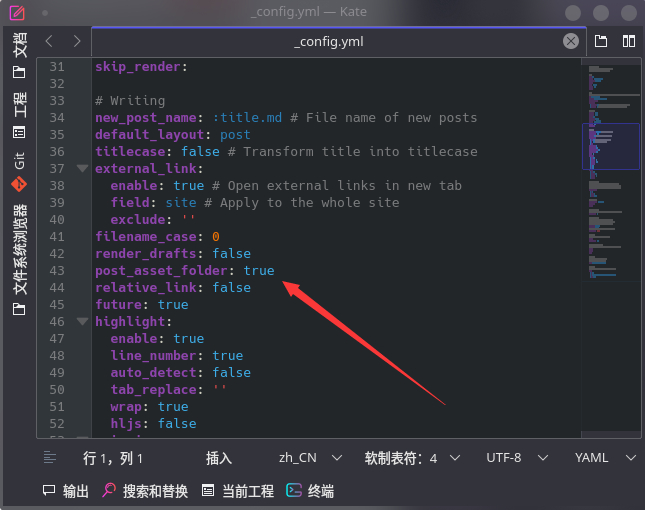 _config.yml — Kate
_config.yml
文档
工程
Git
文件系统浏览器
31 skip_render:
32
33 # Writing
34 new_post_name: :title.md # File name of new posts
35 default_layout: post
36 titlecase: false # Transform title into titlecase
37 external_link:
38 enable: true # Open external links in new tab
39 field: site # Apply to the whole site
40 exclude: ''
41 filename_case: 0
42 render_drafts: false
43 post_asset_folder: true
44 relative_link: false
45 future: true
46 highlight:
47 enable: true
48 line_number: true
49 auto_detect: false
50 tab_replace: ''
51 wrap: true
52 hljs: false
行 1，列 1 插入 zh_CN 软制表符：4 UTF-8 YAML
输出 搜索和替换 当前工程 终端